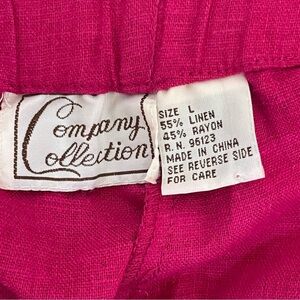 Company
Collection
SIZE L
55% LINEN
45% RAYON
R.N. 96123
MADE IN CHINA
SEE REVERSE SIDE
FOR CARE